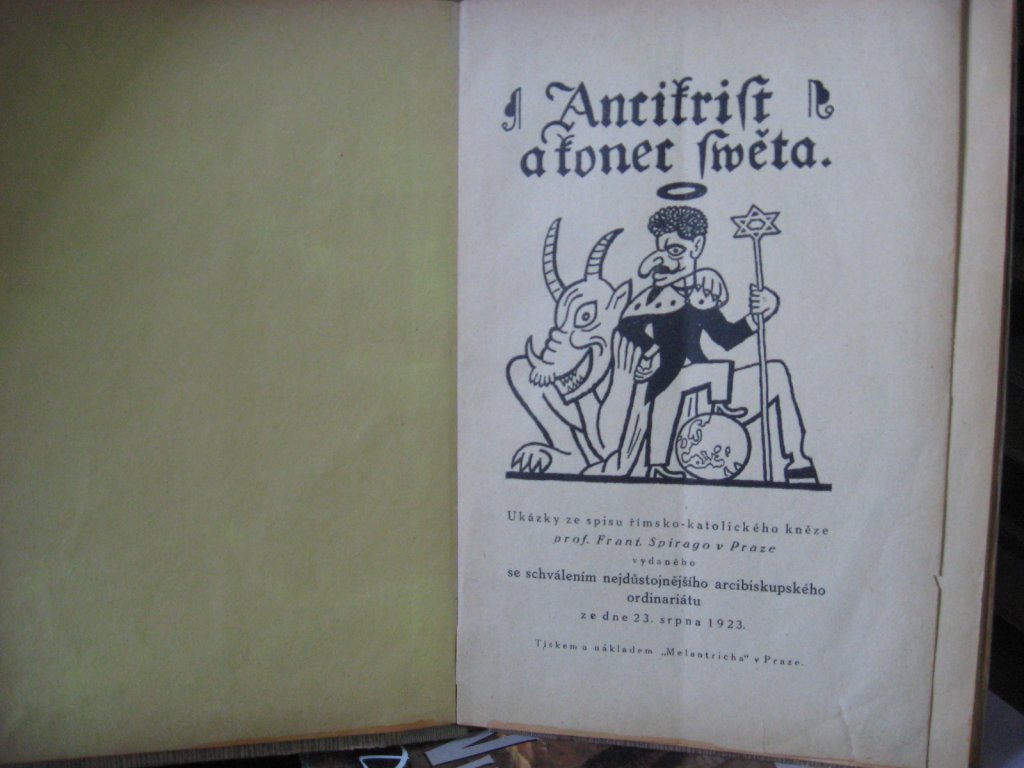 Antikrist
a konec swěta.
Ukázky ze spisu římsko-katolického kněze
prof. Frant. Spirago v Praze
vydaného
se schválením nejdůstojnějšího arcibiskupského
ordinariátu
ze dne 23. srpna 1923.
Tiskem a nákladem „Melantricha" v Praze.